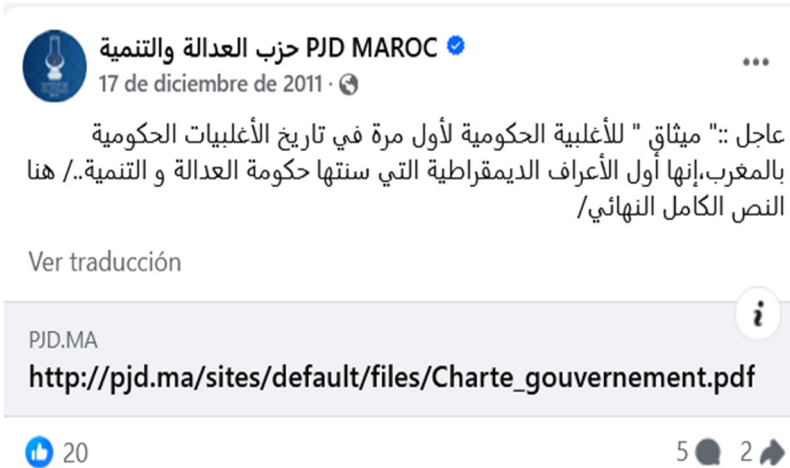 PJD MAROC حزب العدالة والتنمية
17 de diciembre de 2011 ·
عاجل ::" ميثاق " للأغلبية الحكومية لأول مرة في تاريخ الأغلبيات الحكومية
بالمغرب،إنها أول الأعراف الديمقراطية التي سنتها حكومة العدالة و التنمية../ هنا
النص الكامل النهائي/
Ver traducción
PJD.MA
http://pjd.ma/sites/default/files/Charte_gouvernement.pdf
20
5 2